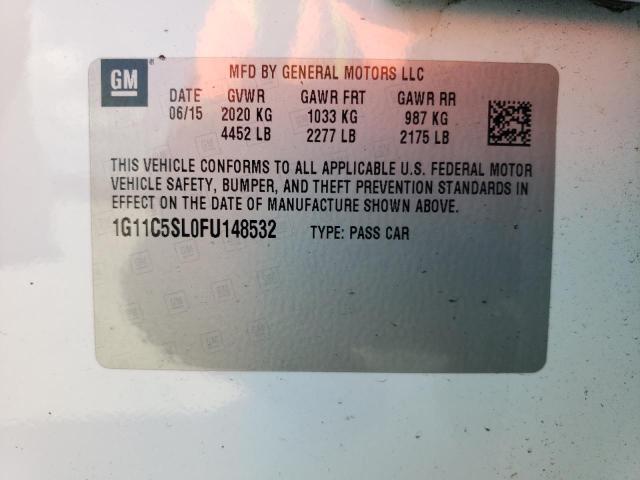 GM MFD BY GENERAL MOTORS LLC
DATE GVWR GAWR FRT GAWR RR
06/15 2020 KG 1033 KG 987 KG
4452 LB 2277 LB 2175 LB
THIS VEHICLE CONFORMS TO ALL APPLICABLE U.S. FEDERAL MOTOR
VEHICLE SAFETY, BUMPER, AND THEFT PREVENTION STANDARDS IN
EFFECT ON THE DATE OF MANUFACTURE SHOWN ABOVE.
1G11C5SL0FU148532 TYPE: PASS CAR